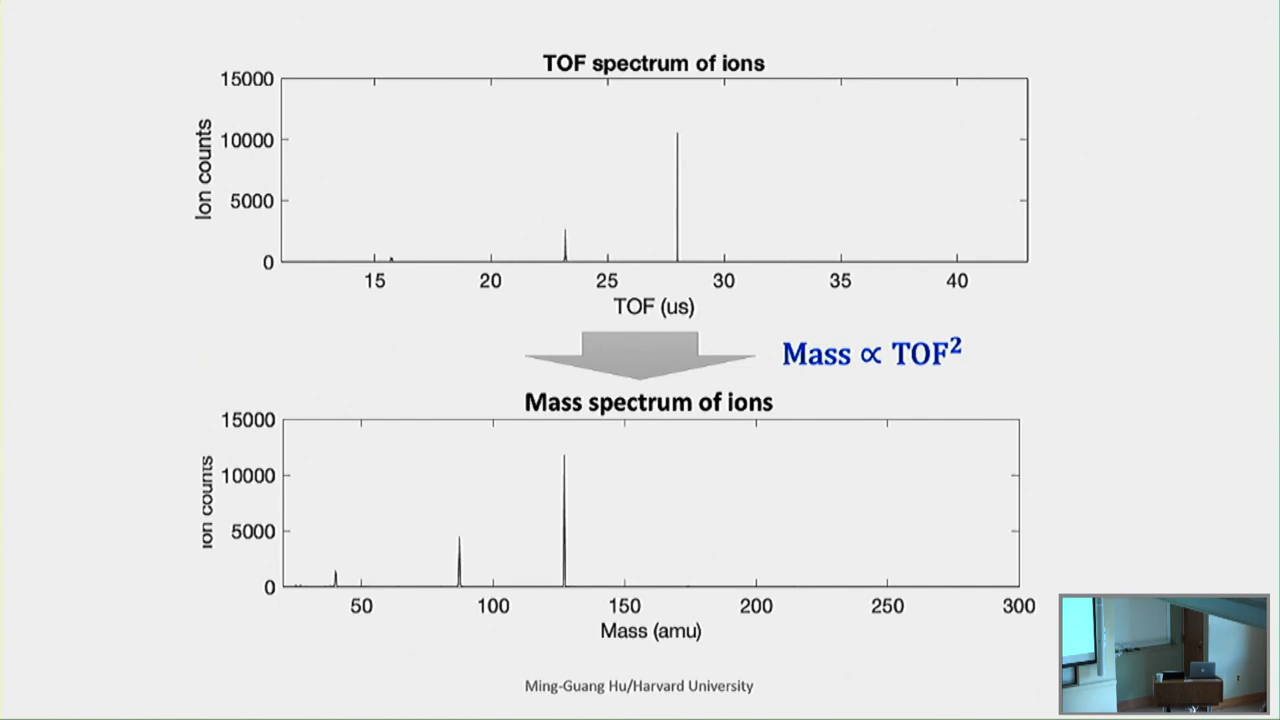 TOF spectrum of ions
15000
10000
5000
0
Ion counts
15 20 25 30 35 40
TOF (us)
Mass ∝ TOF²
Mass spectrum of ions
15000
10000
5000
0
Ion counts
50 100 150 200 250 300
Mass (amu)
Ming-Guang Hu/Harvard University